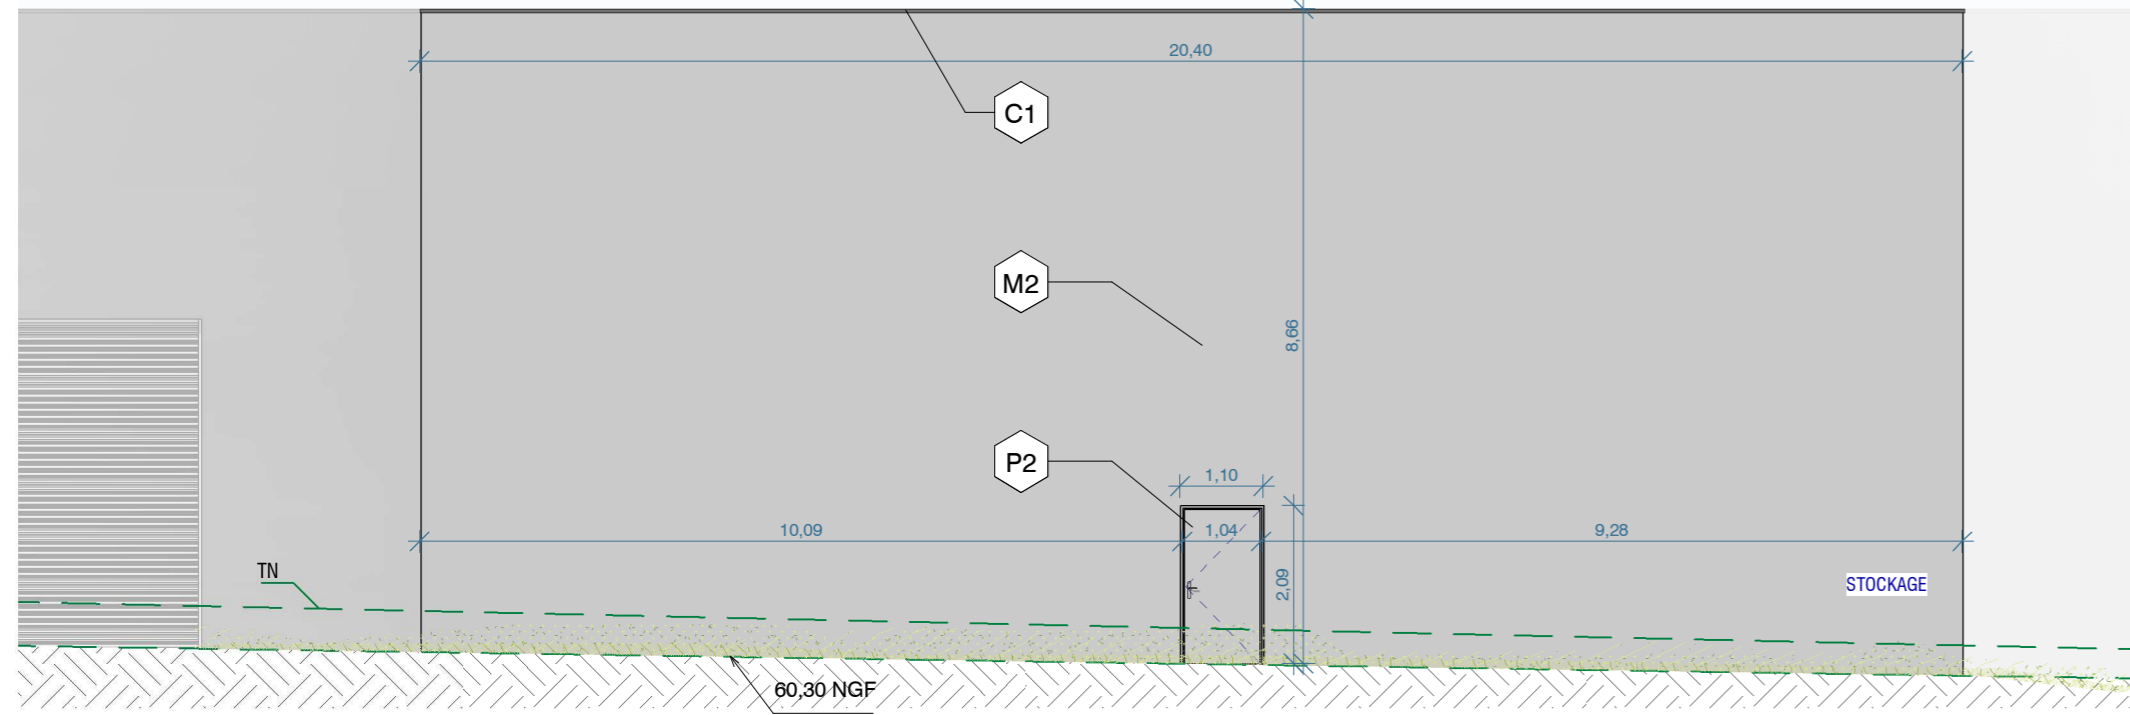 20,40
C1
M2
8,66
P2
1,10
10,09
1,04
9,28
2,09
TN
STOCKAGE
60,30 NGF